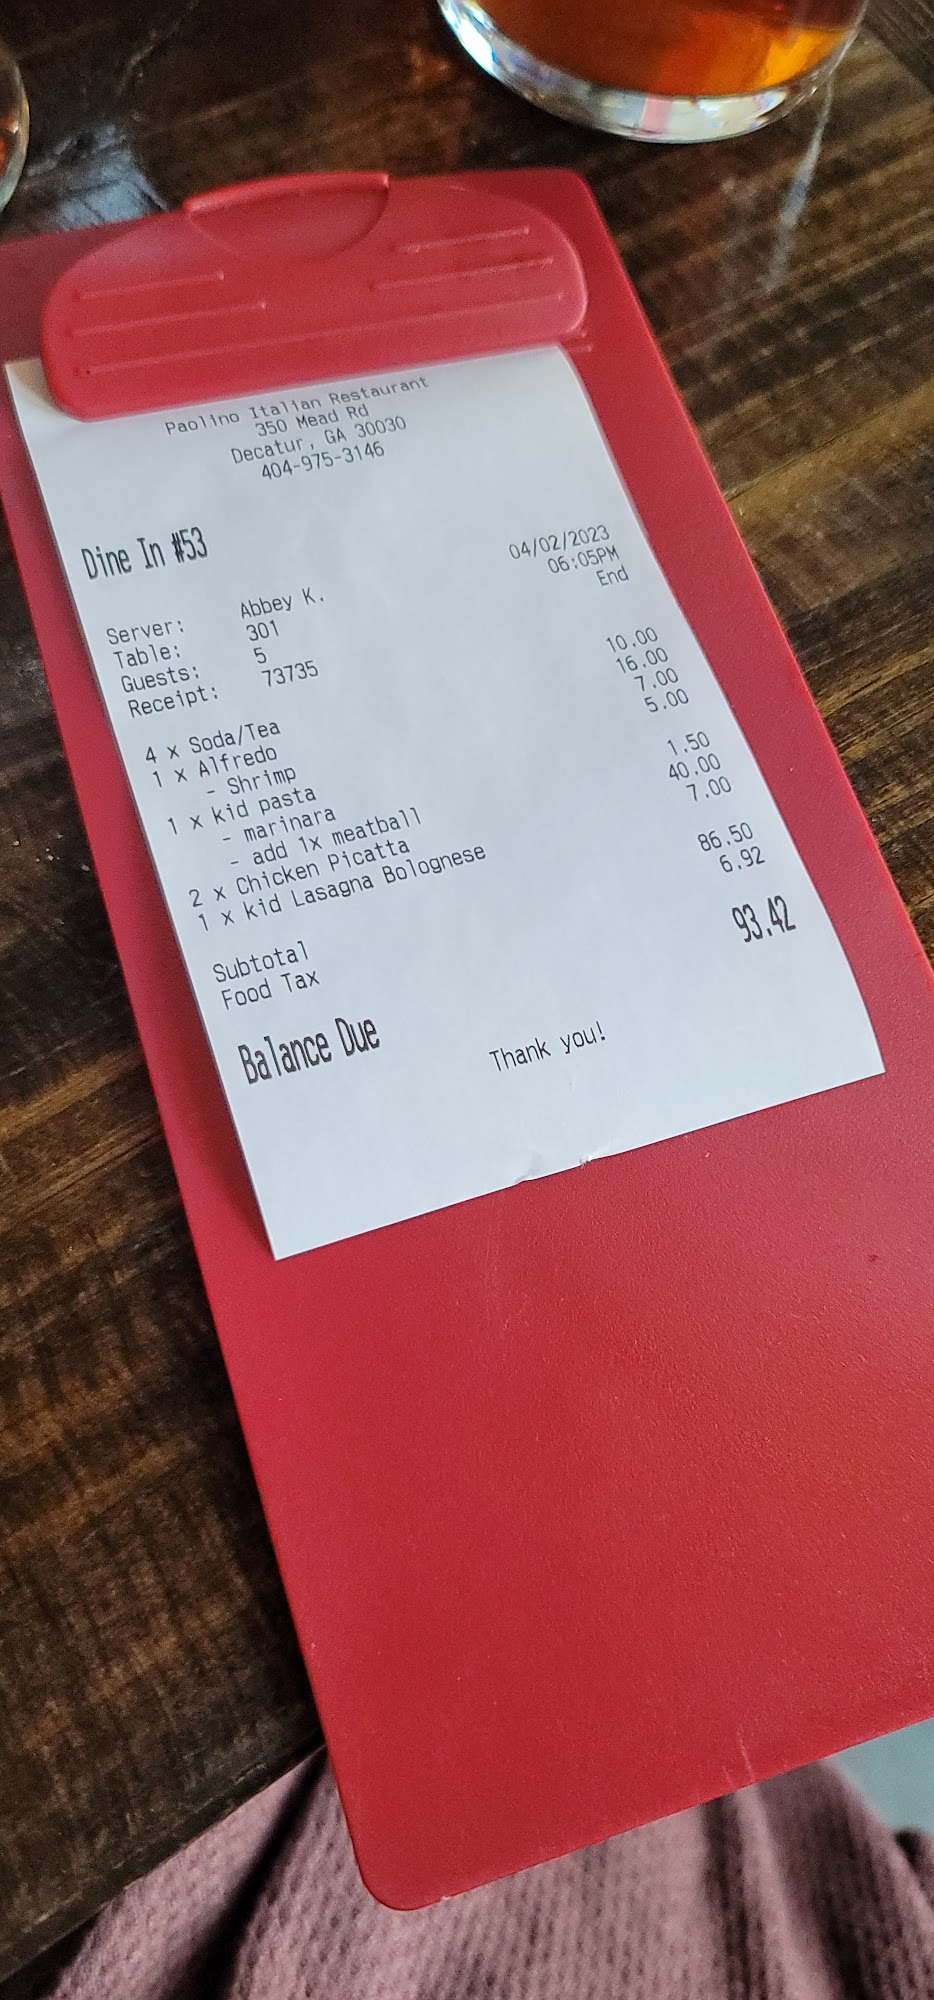 Paolino Italian Restaurant
350 Mead Rd
Decatur, GA 30030
404-975-3146
Dine In #53
04/02/2023
06:05PM
End
Server: Abbey K.
Table: 301
Guests: 5
Receipt: 73735
4 x Soda/Tea 10.00
1 x Alfredo 16.00
- Shrimp 7.00
1 x kid pasta 5.00
- marinara
- add 1x meatball 1.50
2 x Chicken Picatta 40.00
1 x kid Lasagna Bolognese 7.00
Subtotal 86.50
Food Tax 6.92
Balance Due 93.42
Thank you!